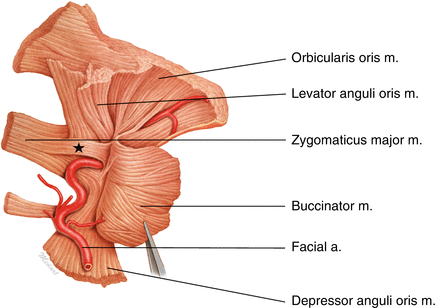 Orbicularis oris m.
Levator anguli oris m.
Zygomaticus major m.
Buccinator m.
Facial a.
Depressor anguli oris m.